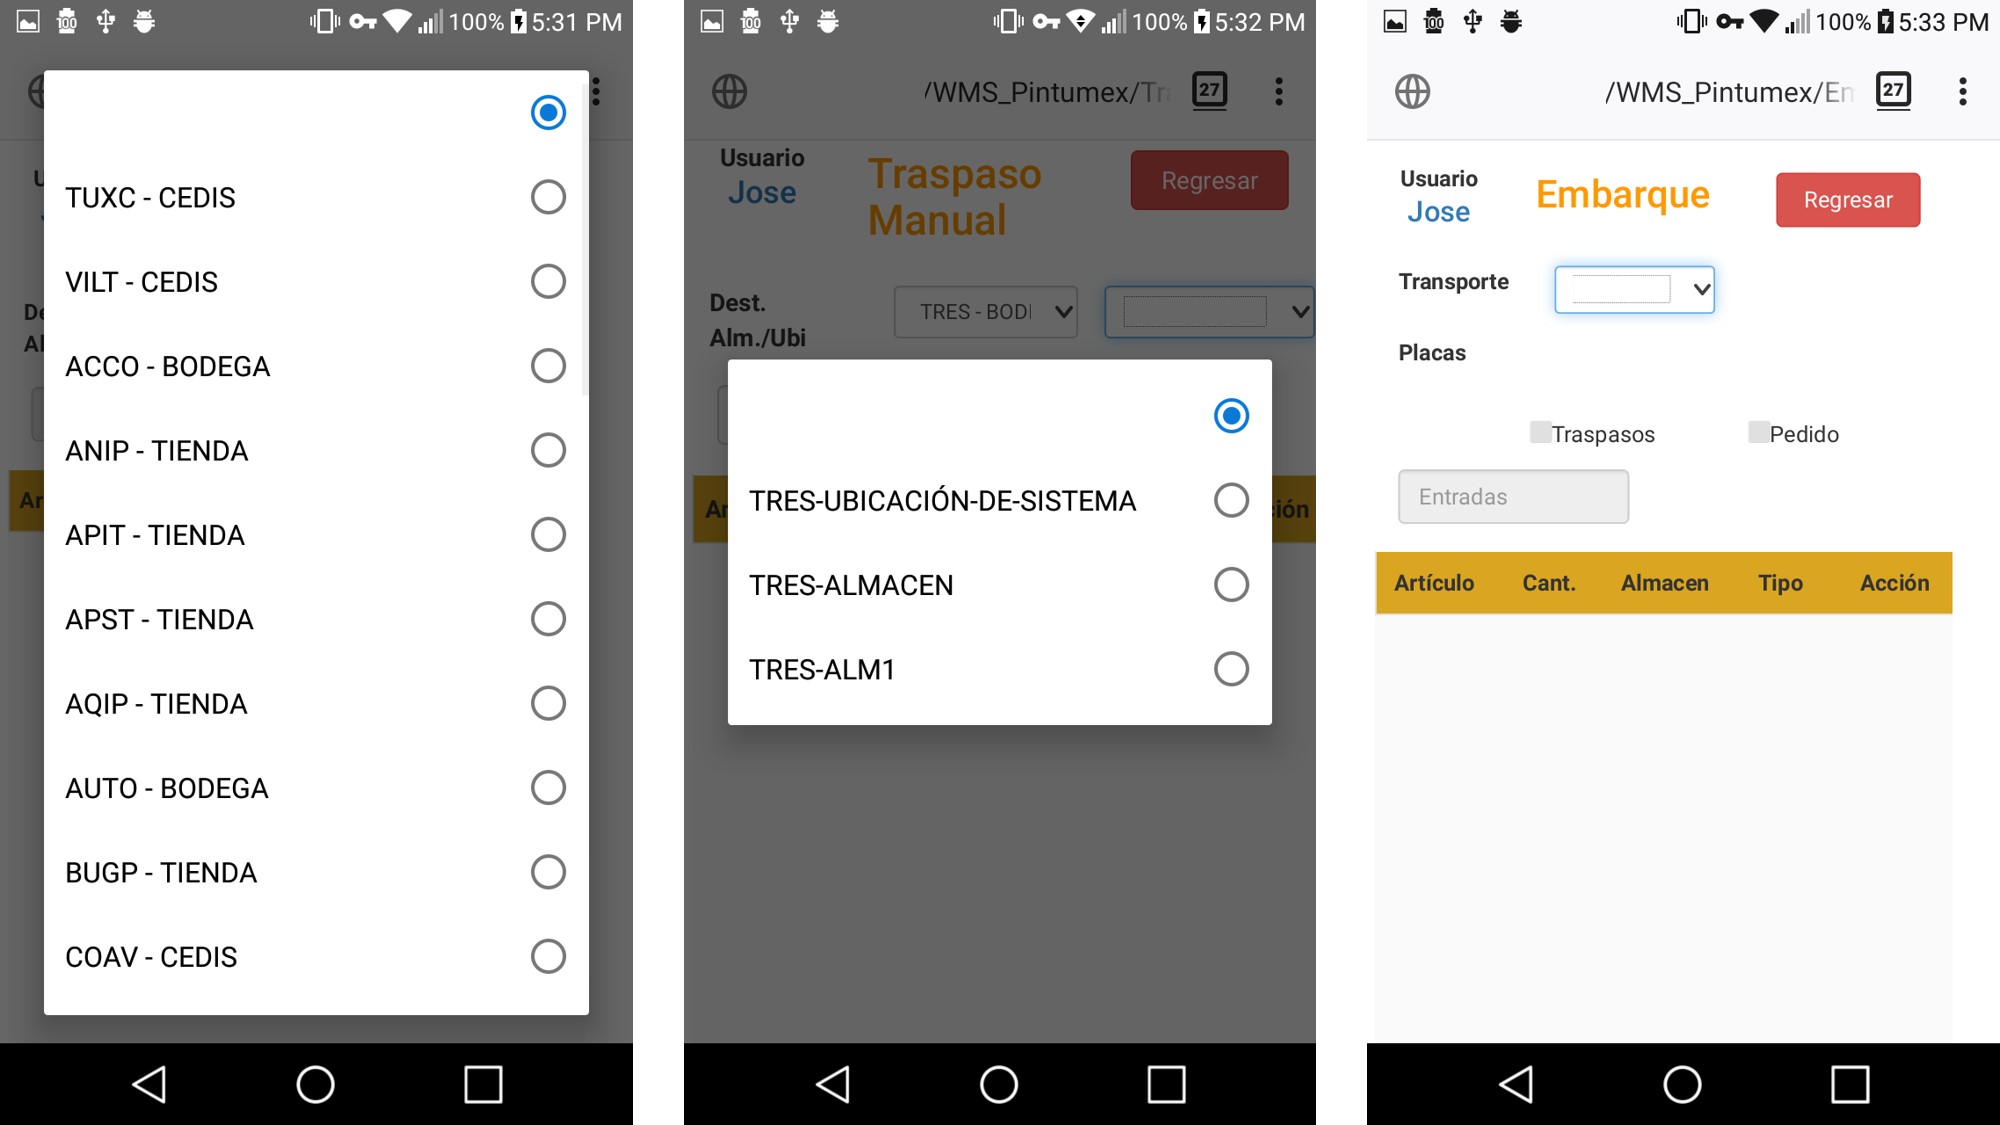 100
100%
5:31 PM
U
De
Al
Ar
TUXC - CEDIS
VILT - CEDIS
ACCO - BODEGA
ANIP - TIENDA
APIT - TIENDA
APST - TIENDA
AQIP - TIENDA
AUTO - BODEGA
BUGP - TIENDA
COAV - CEDIS
100
100%
5:32 PM
/WMS_Pintumex/Tra
27
Usuario
Jose
Traspaso
Manual
Regresar
Dest.
Alm./Ubi
TRES - BODI
Ar
ión
TRES-UBICACIÓN-DE-SISTEMA
TRES-ALMACEN
TRES-ALM1
100
100%
5:33 PM
/WMS_Pintumex/Em
27
Usuario
Jose
Embarque
Regresar
Transporte
Placas
Traspasos
Pedido
Entradas
Artículo Cant. Almacen Tipo Acción